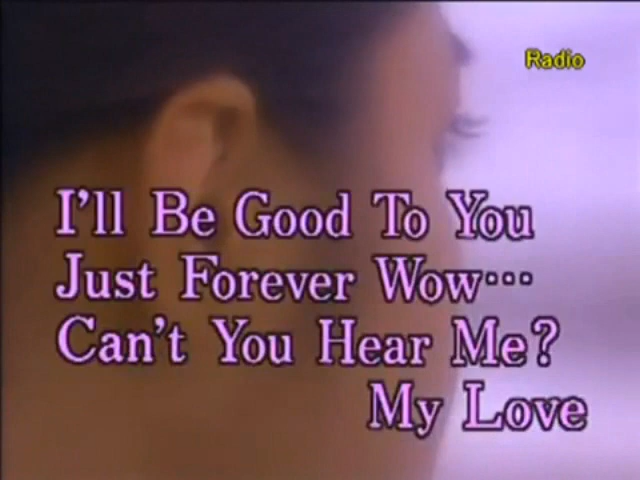 Radio
I'll Be Good To You
Just Forever Wow…
Can't You Hear Me?
My Love